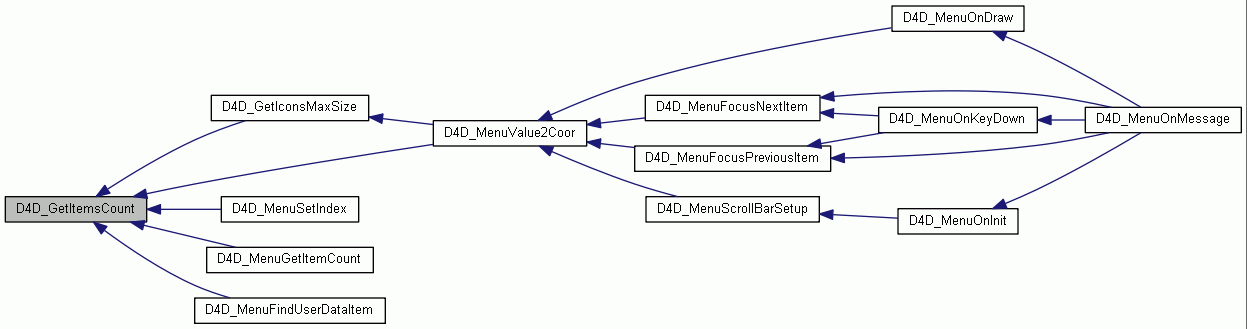 D4D_MenuOnDraw
D4D_GetIconsMaxSize
D4D_MenuFocusNextItem
D4D_MenuValue2Coor
D4D_MenuOnKeyDown
D4D_MenuOnMessage
D4D_MenuFocusPreviousItem
D4D_GetItemsCount
D4D_MenuSetIndex
D4D_MenuScrollBarSetup
D4D_MenuOnInit
D4D_MenuGetItemCount
D4D_MenuFindUserDataItem